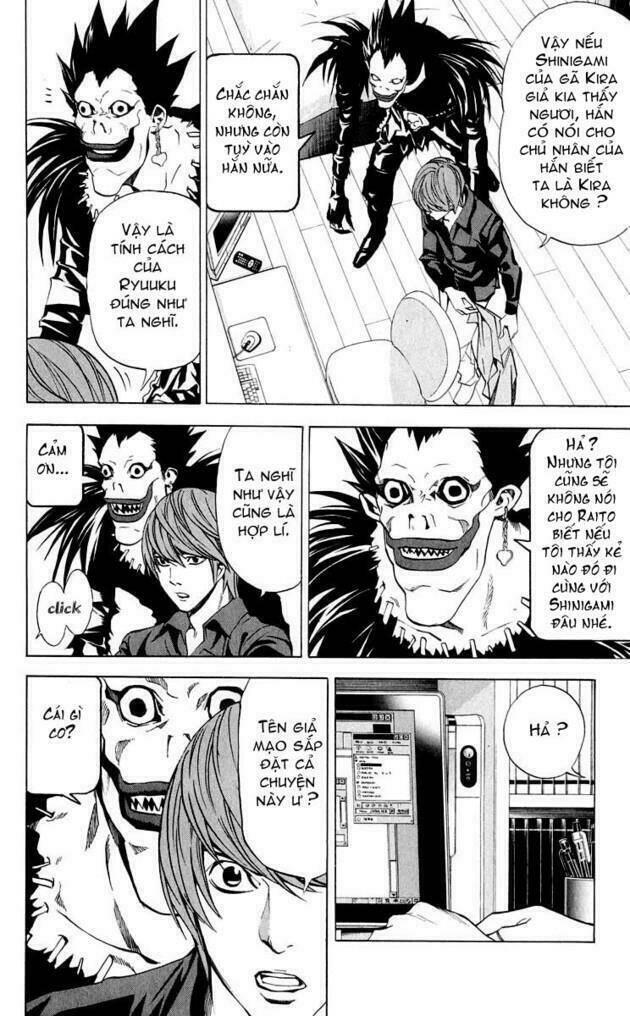 VẬY NẾU
SHINIGAMI
CỦA GÃ KIRA
GIẢ KIA THẤY
NGƯƠI, HẮN
CÓ NÓI CHO
CHỦ NHÂN CỦA
HẮN BIẾT
TA LÀ KIRA
KHÔNG ?
CHẮC CHẮN
KHÔNG,
NHƯNG CÒN
TUỲ VÀO
HẮN NỮA.
VẬY LÀ
TÍNH CÁCH
CỦA
RYUUKU
ĐÚNG NHƯ
TA NGHĨ.
HẢ ?
NHƯNG TÔI
CŨNG SẼ
KHÔNG NÓI
CHO RAITO
BIẾT NẾU
TÔI THẤY KẺ
NÀO ĐÓ ĐI
CÙNG VỚI
SHINIGAMI
ĐÂU NHÉ.
TA NGHĨ
NHƯ VẬY
CŨNG LÀ
HỢP LÍ.
CẢM
ƠN...
click
HẢ ?
TÊN GIẢ
MẠO SẮP
ĐẶT CẢ
CHUYỆN
NÀY Ư ?
CÁI GÌ
CƠ?